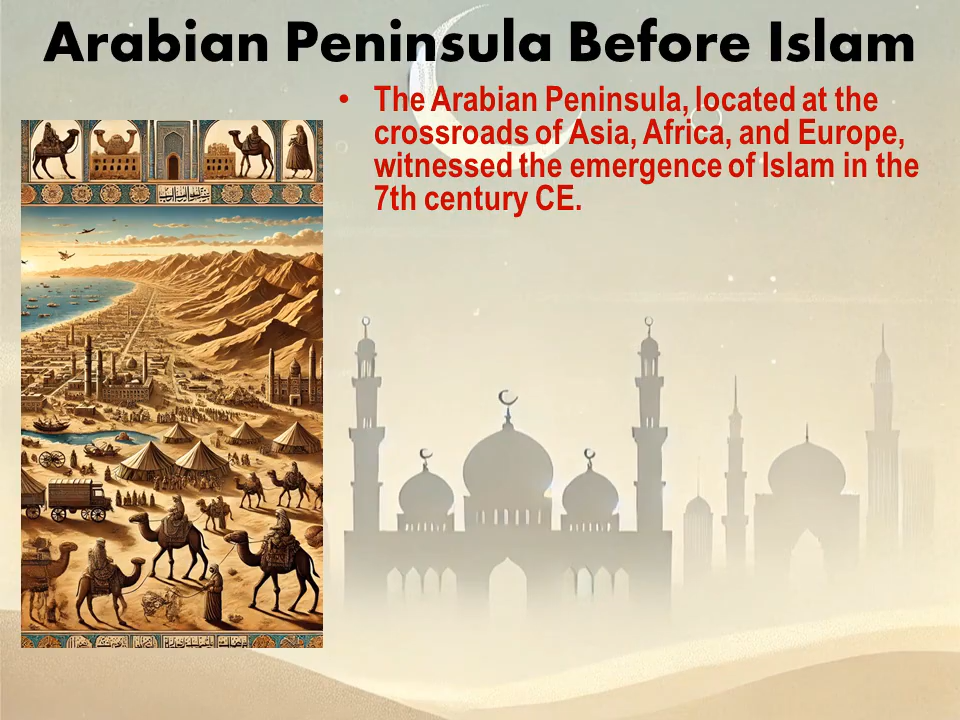 Arabian Peninsula Before Islam
• The Arabian Peninsula, located at the
crossroads of Asia, Africa, and Europe,
witnessed the emergence of Islam in the
7th century CE.